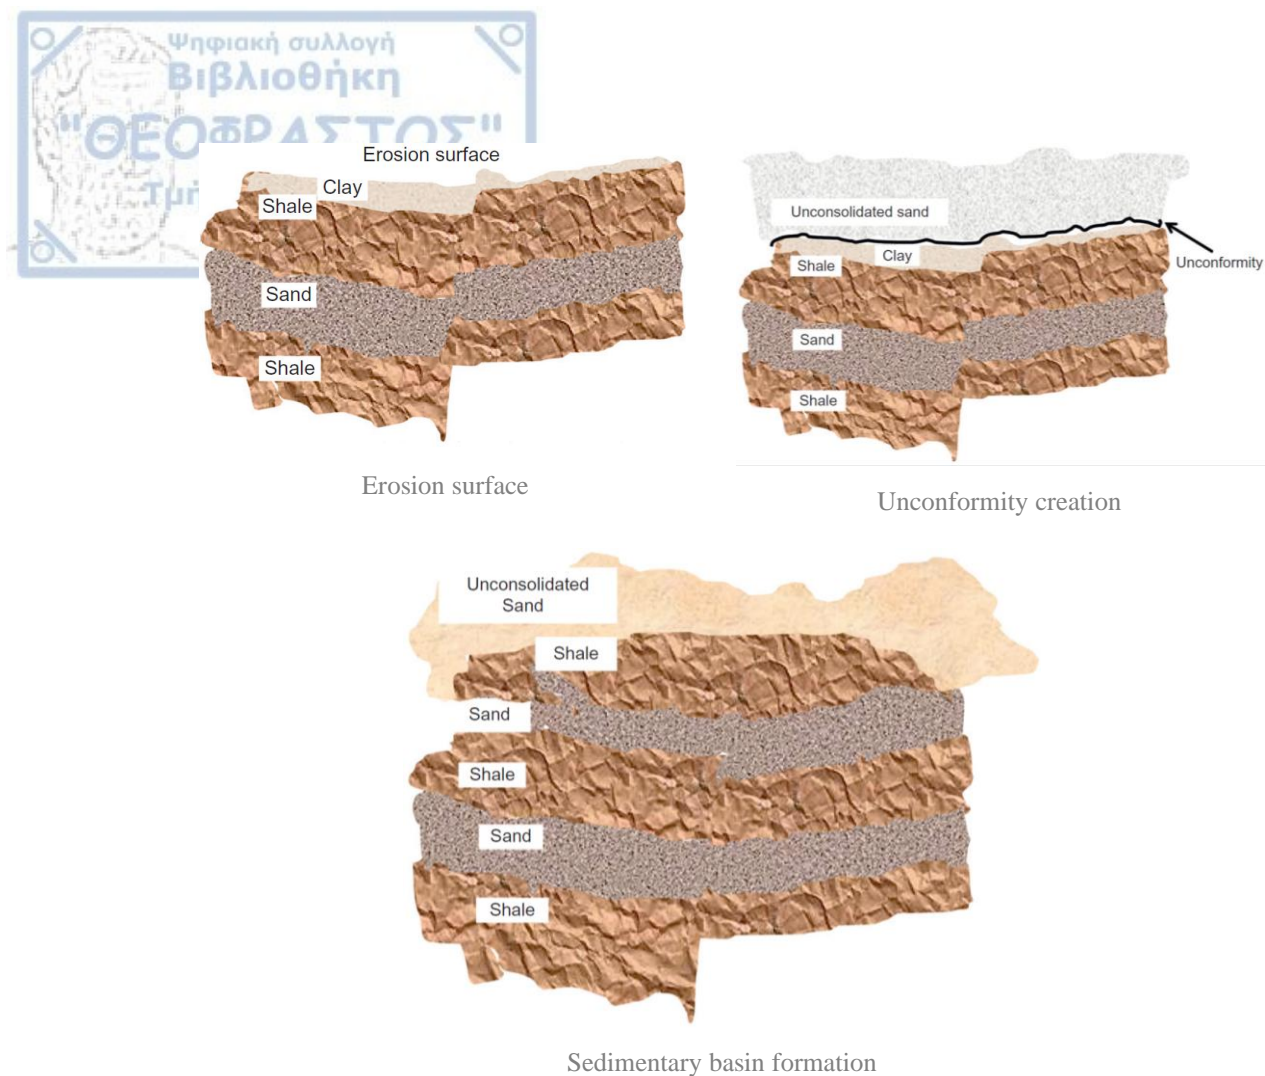 Ψηφιακή συλλογή
Βιβλιοθήκη
"ΘΕΟΦΡΑΣΤΟΣ"
Erosion surface
Clay
Shale
Sand
Shale
Erosion surface
Unconsolidated sand
Clay
Shale
Unconformity
Sand
Shale
Unconformity creation
Unconsolidated
Sand
Shale
Sand
Shale
Sand
Shale
Sedimentary basin formation